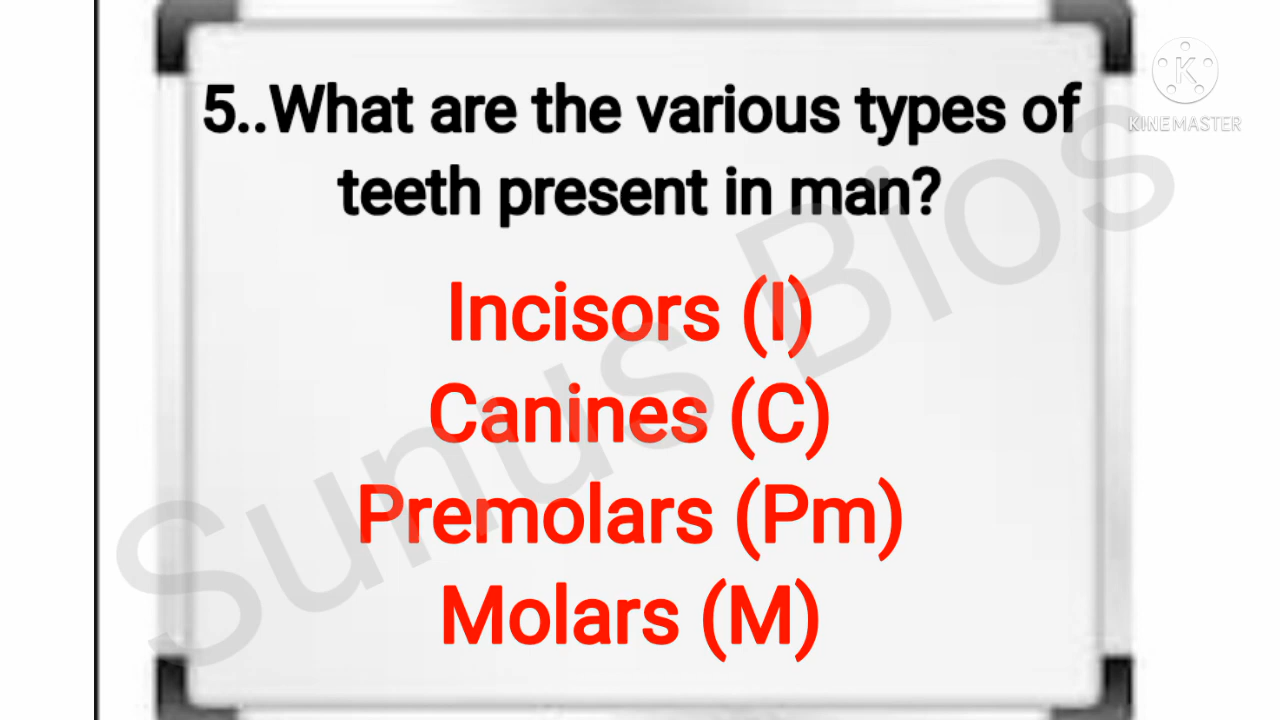 5..What are the various types of
teeth present in man?
Incisors (I)
Canines (C)
Premolars (Pm)
Molars (M)
Sunus Bios
KINEMASTER